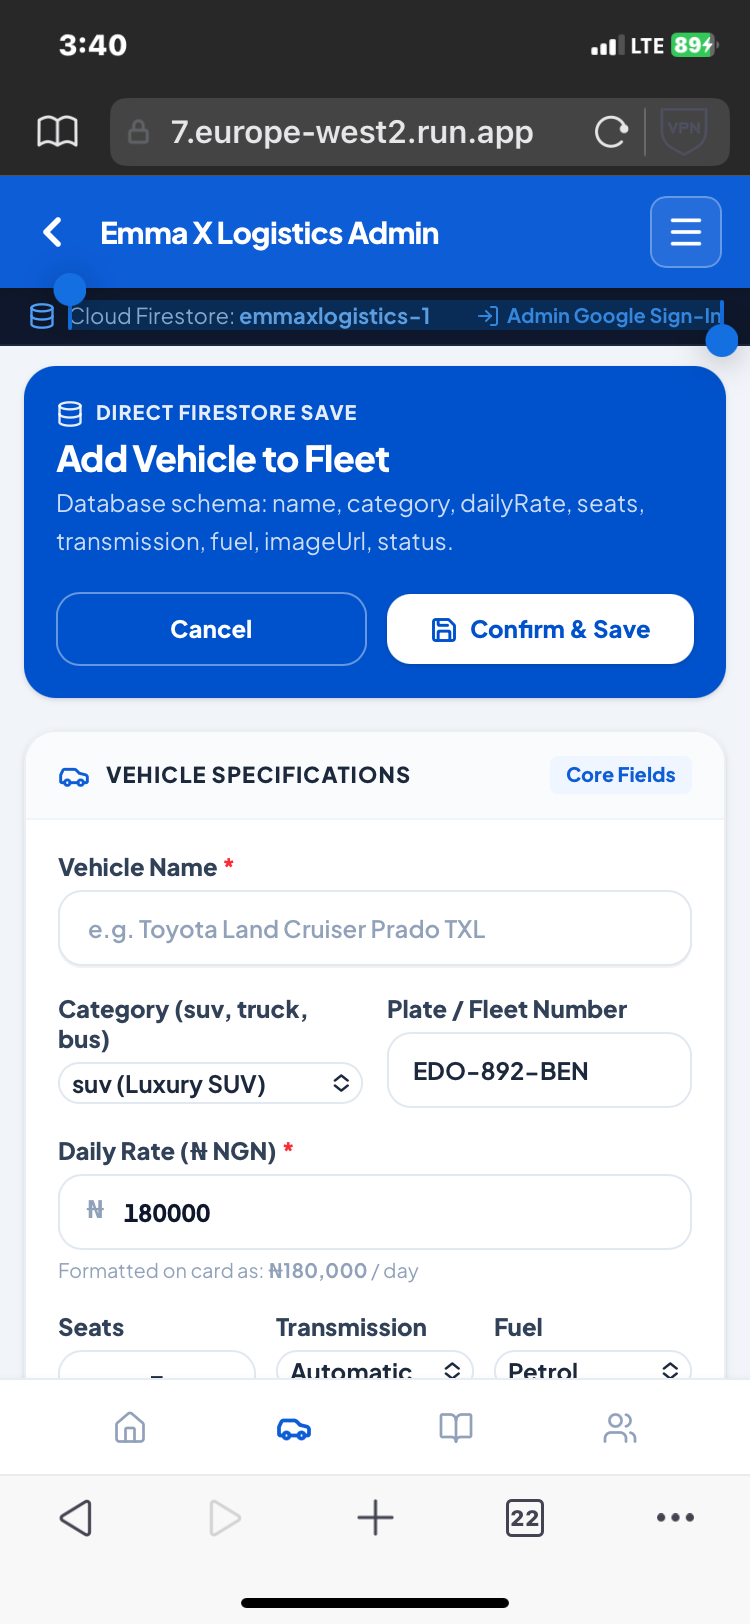 3:40
LTE 89
7.europe-west2.run.app
VPN
Emma X Logistics Admin
Cloud Firestore: emmaxlogistics-1
Admin Google Sign-In
DIRECT FIRESTORE SAVE
Add Vehicle to Fleet
Database schema: name, category, dailyRate, seats,
transmission, fuel, imageUrl, status.
Cancel
Confirm & Save
VEHICLE SPECIFICATIONS
Core Fields
Vehicle Name *
e.g. Toyota Land Cruiser Prado TXL
Category (suv, truck,
bus)
suv (Luxury SUV)
Plate / Fleet Number
EDO-892-BEN
Daily Rate (₦ NGN) *
₦ 180000
Formatted on card as: ₦180,000 / day
Seats
Transmission
Automatic
Fuel
Petrol
22